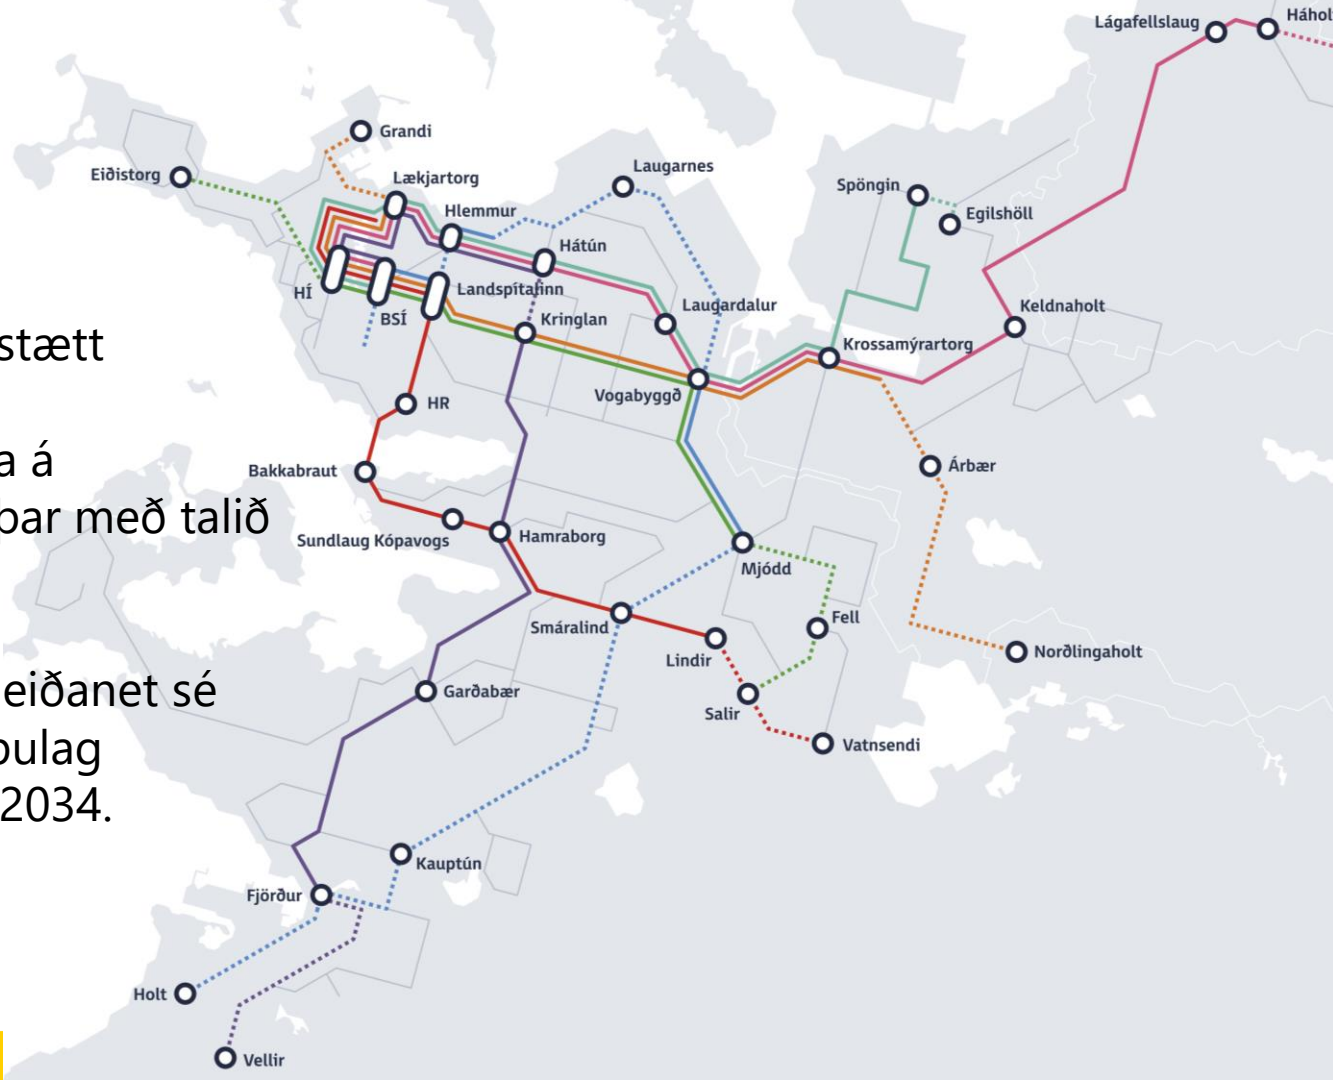 stætt
a á
þar með talið
eiðanet sé
pulag
2034.
Lágafellslaug
Háhol
Grandi
Eiðistorg
Lækjartorg
Laugarnes
Spöngin
Hlemmur
Egilshöll
Hátún
HÍ
Landspítalinn
Laugardalur
Keldnaholt
BSÍ
Kringlan
Krossamýrartorg
Vogabyggð
HR
Árbær
Bakkabraut
Sundlaug Kópavogs
Hamraborg
Mjódd
Smáralind
Fell
Norðlingaholt
Lindir
Garðabær
Salir
Vatnsendi
Kauptún
Fjörður
Holt
Vellir